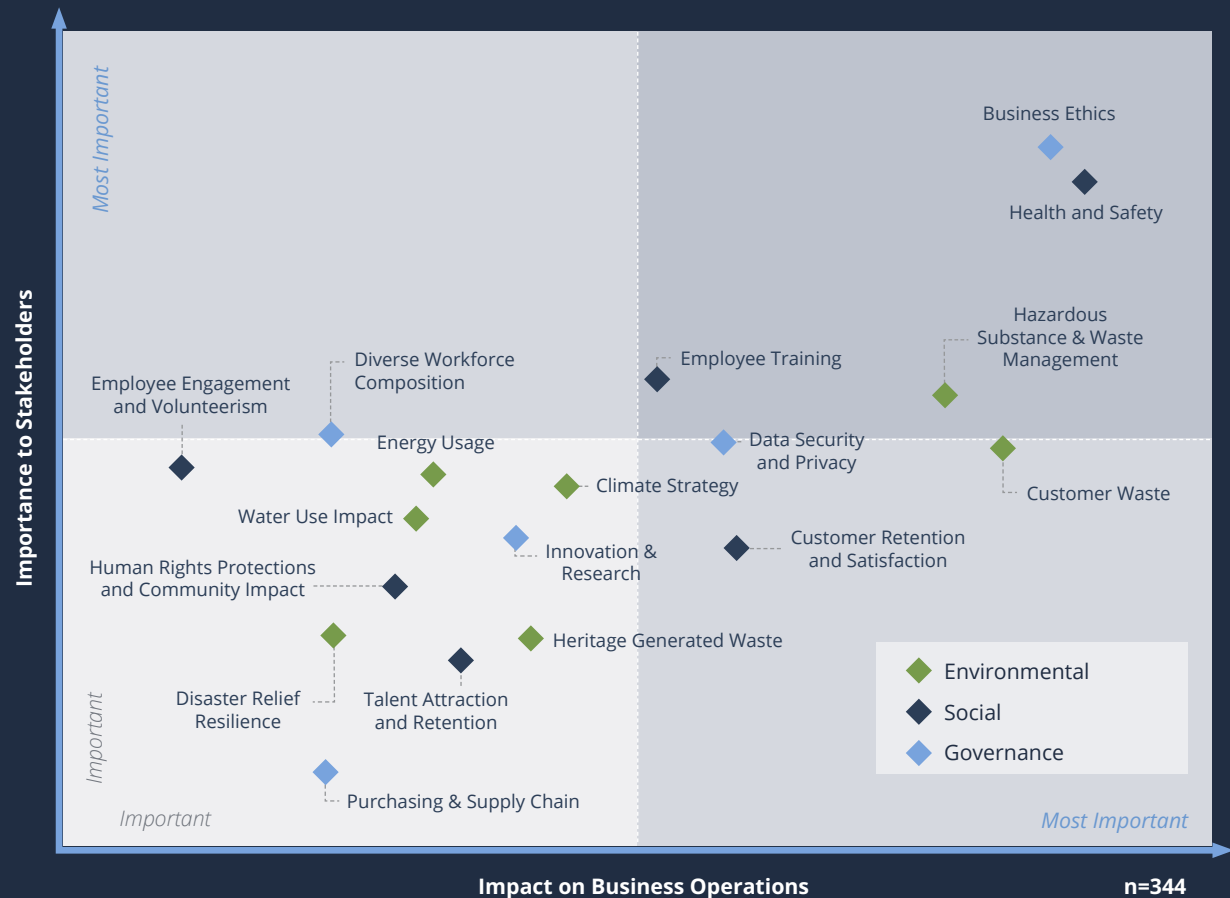 Most Important
Business Ethics
Health and Safety
Hazardous
Substance & Waste
Management
Importance to Stakeholders
Diverse Workforce
Composition
Employee Training
Employee Engagement
and Volunteerism
Energy Usage
Data Security
and Privacy
Climate Strategy
Customer Waste
Water Use Impact
Customer Retention
and Satisfaction
Innovation &
Research
Human Rights Protections
and Community Impact
Heritage Generated Waste
Environmental
Social
Governance
Disaster Relief
Resilience
Talent Attraction
and Retention
Important
Purchasing & Supply Chain
Important
Most Important
Impact on Business Operations
n=344